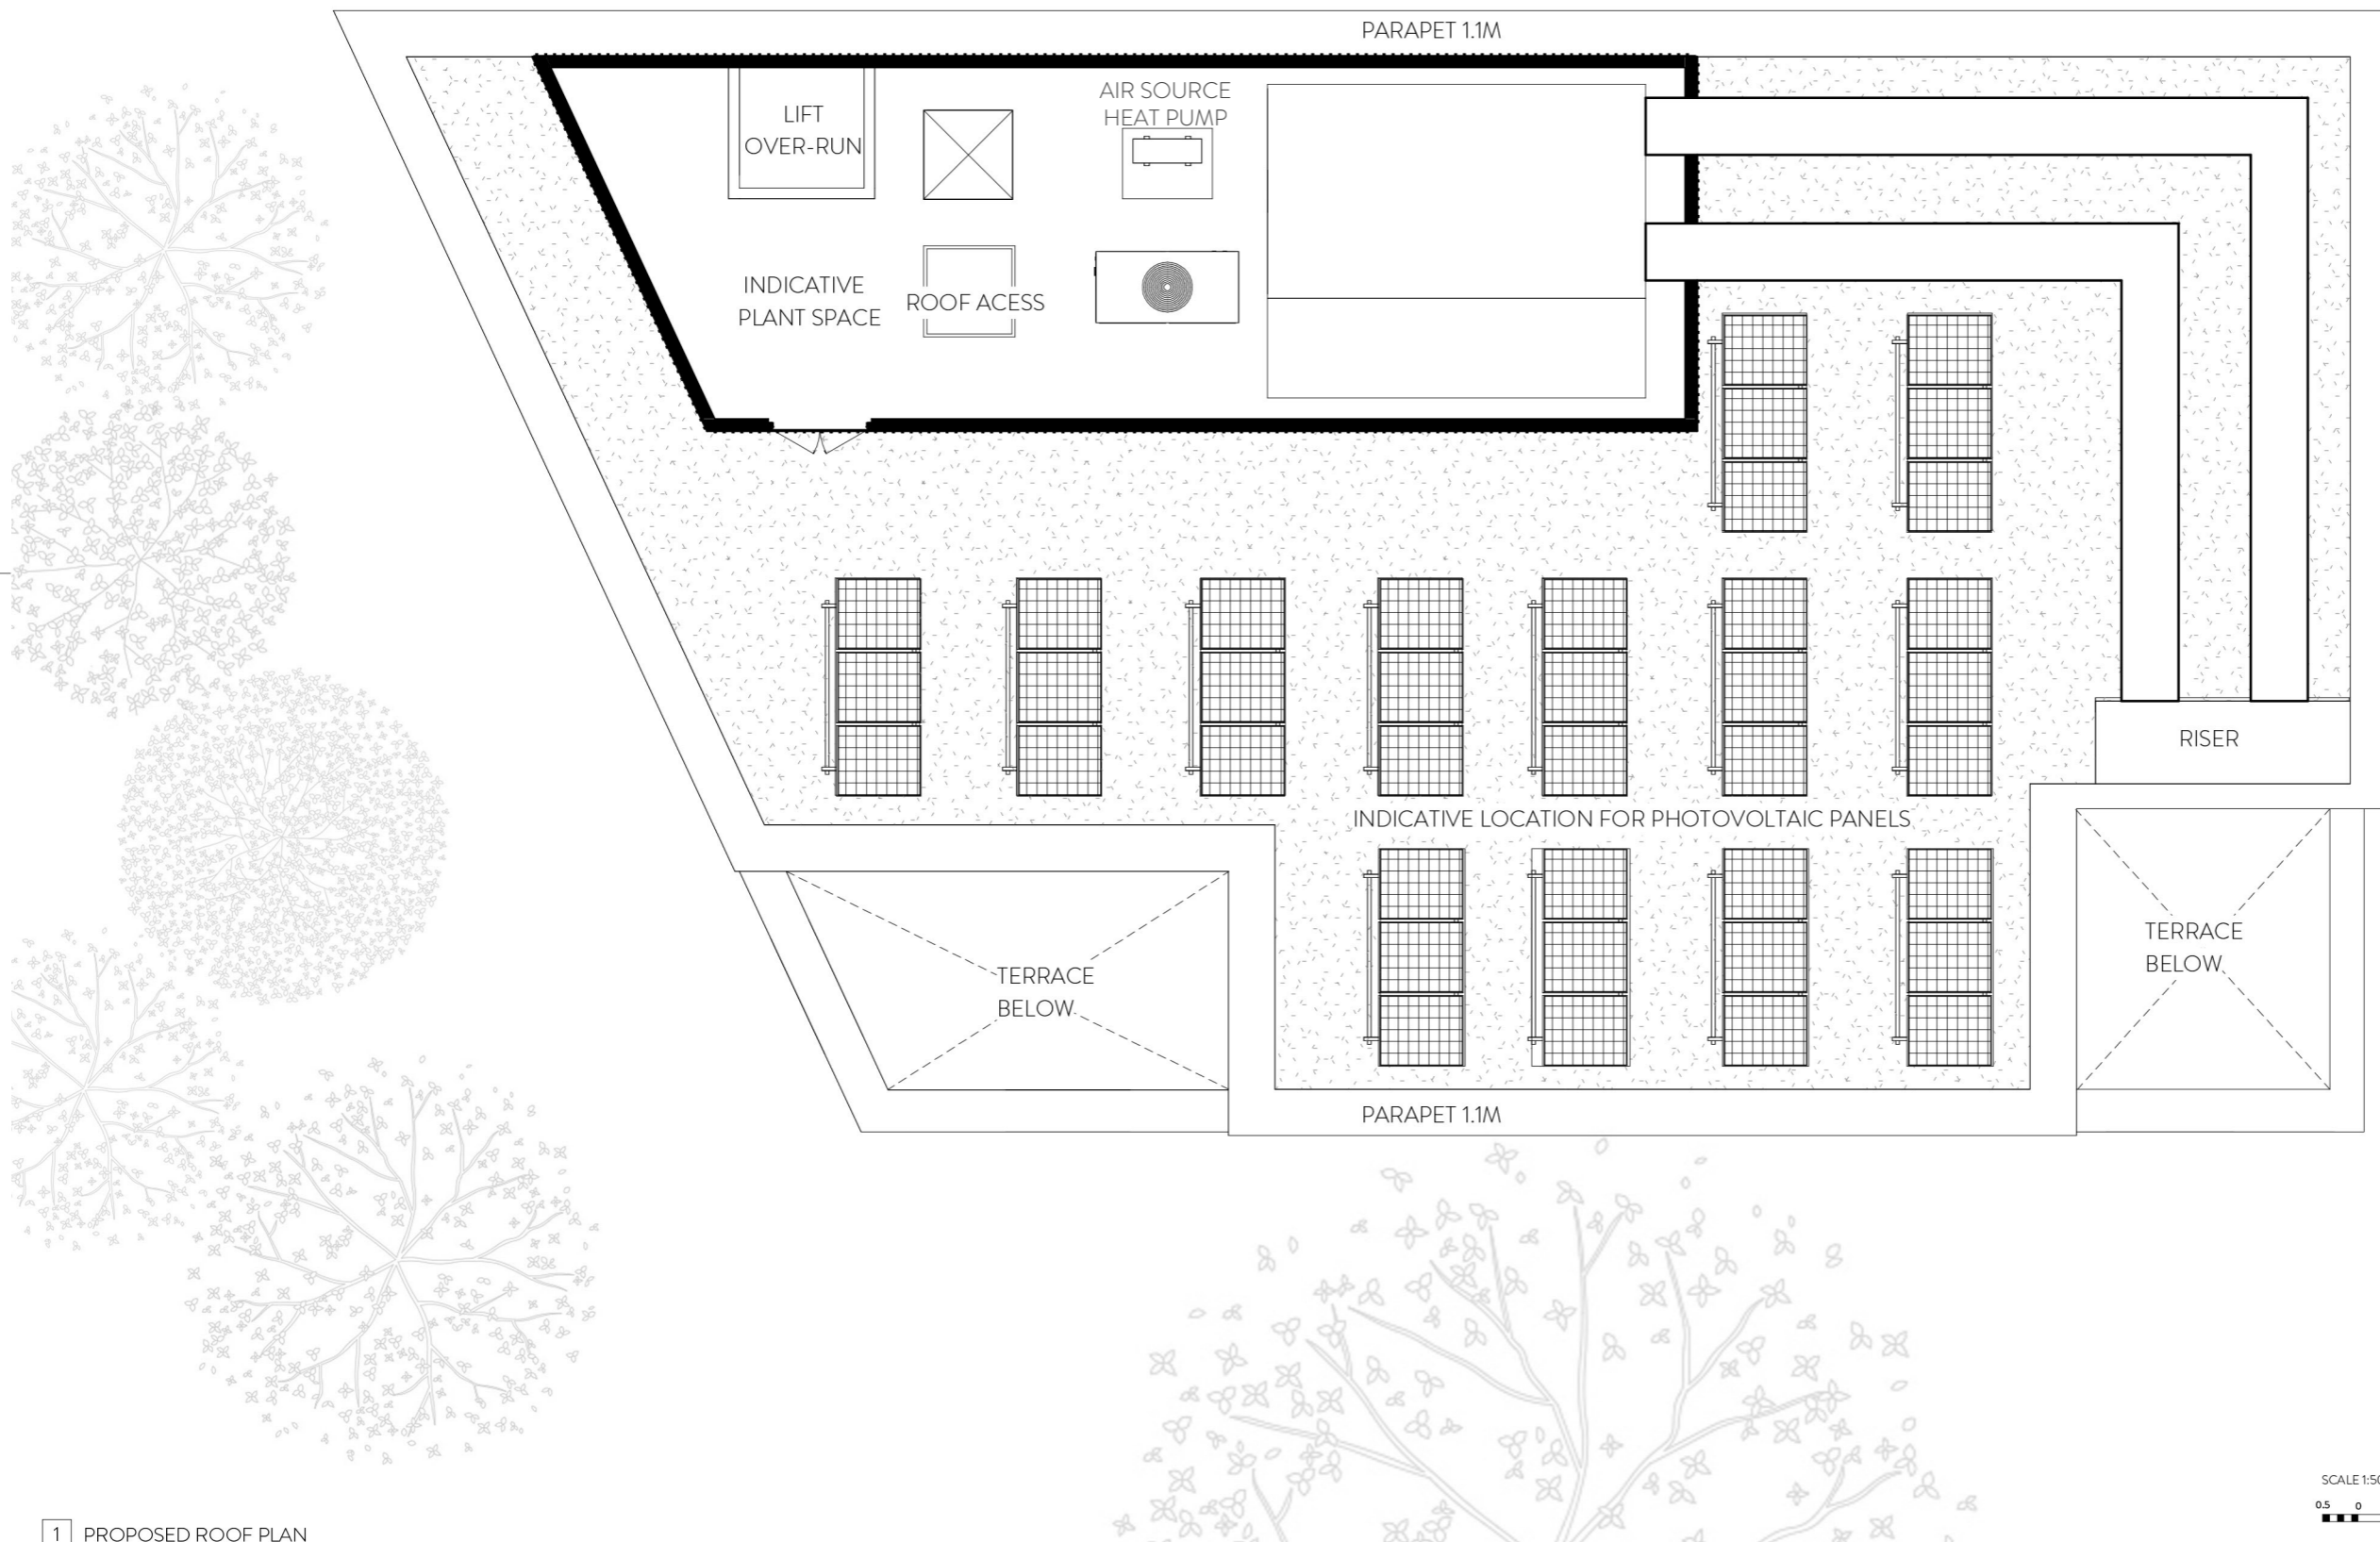 PARAPET 1.1M
AIR SOURCE
HEAT PUMP
LIFT
OVER-RUN
INDICATIVE
PLANT SPACE
ROOF ACESS
RISER
INDICATIVE LOCATION FOR PHOTOVOLTAIC PANELS
TERRACE
BELOW
TERRACE
BELOW
PARAPET 1.1M
SCALE 1:50
0.5 0
1 PROPOSED ROOF PLAN